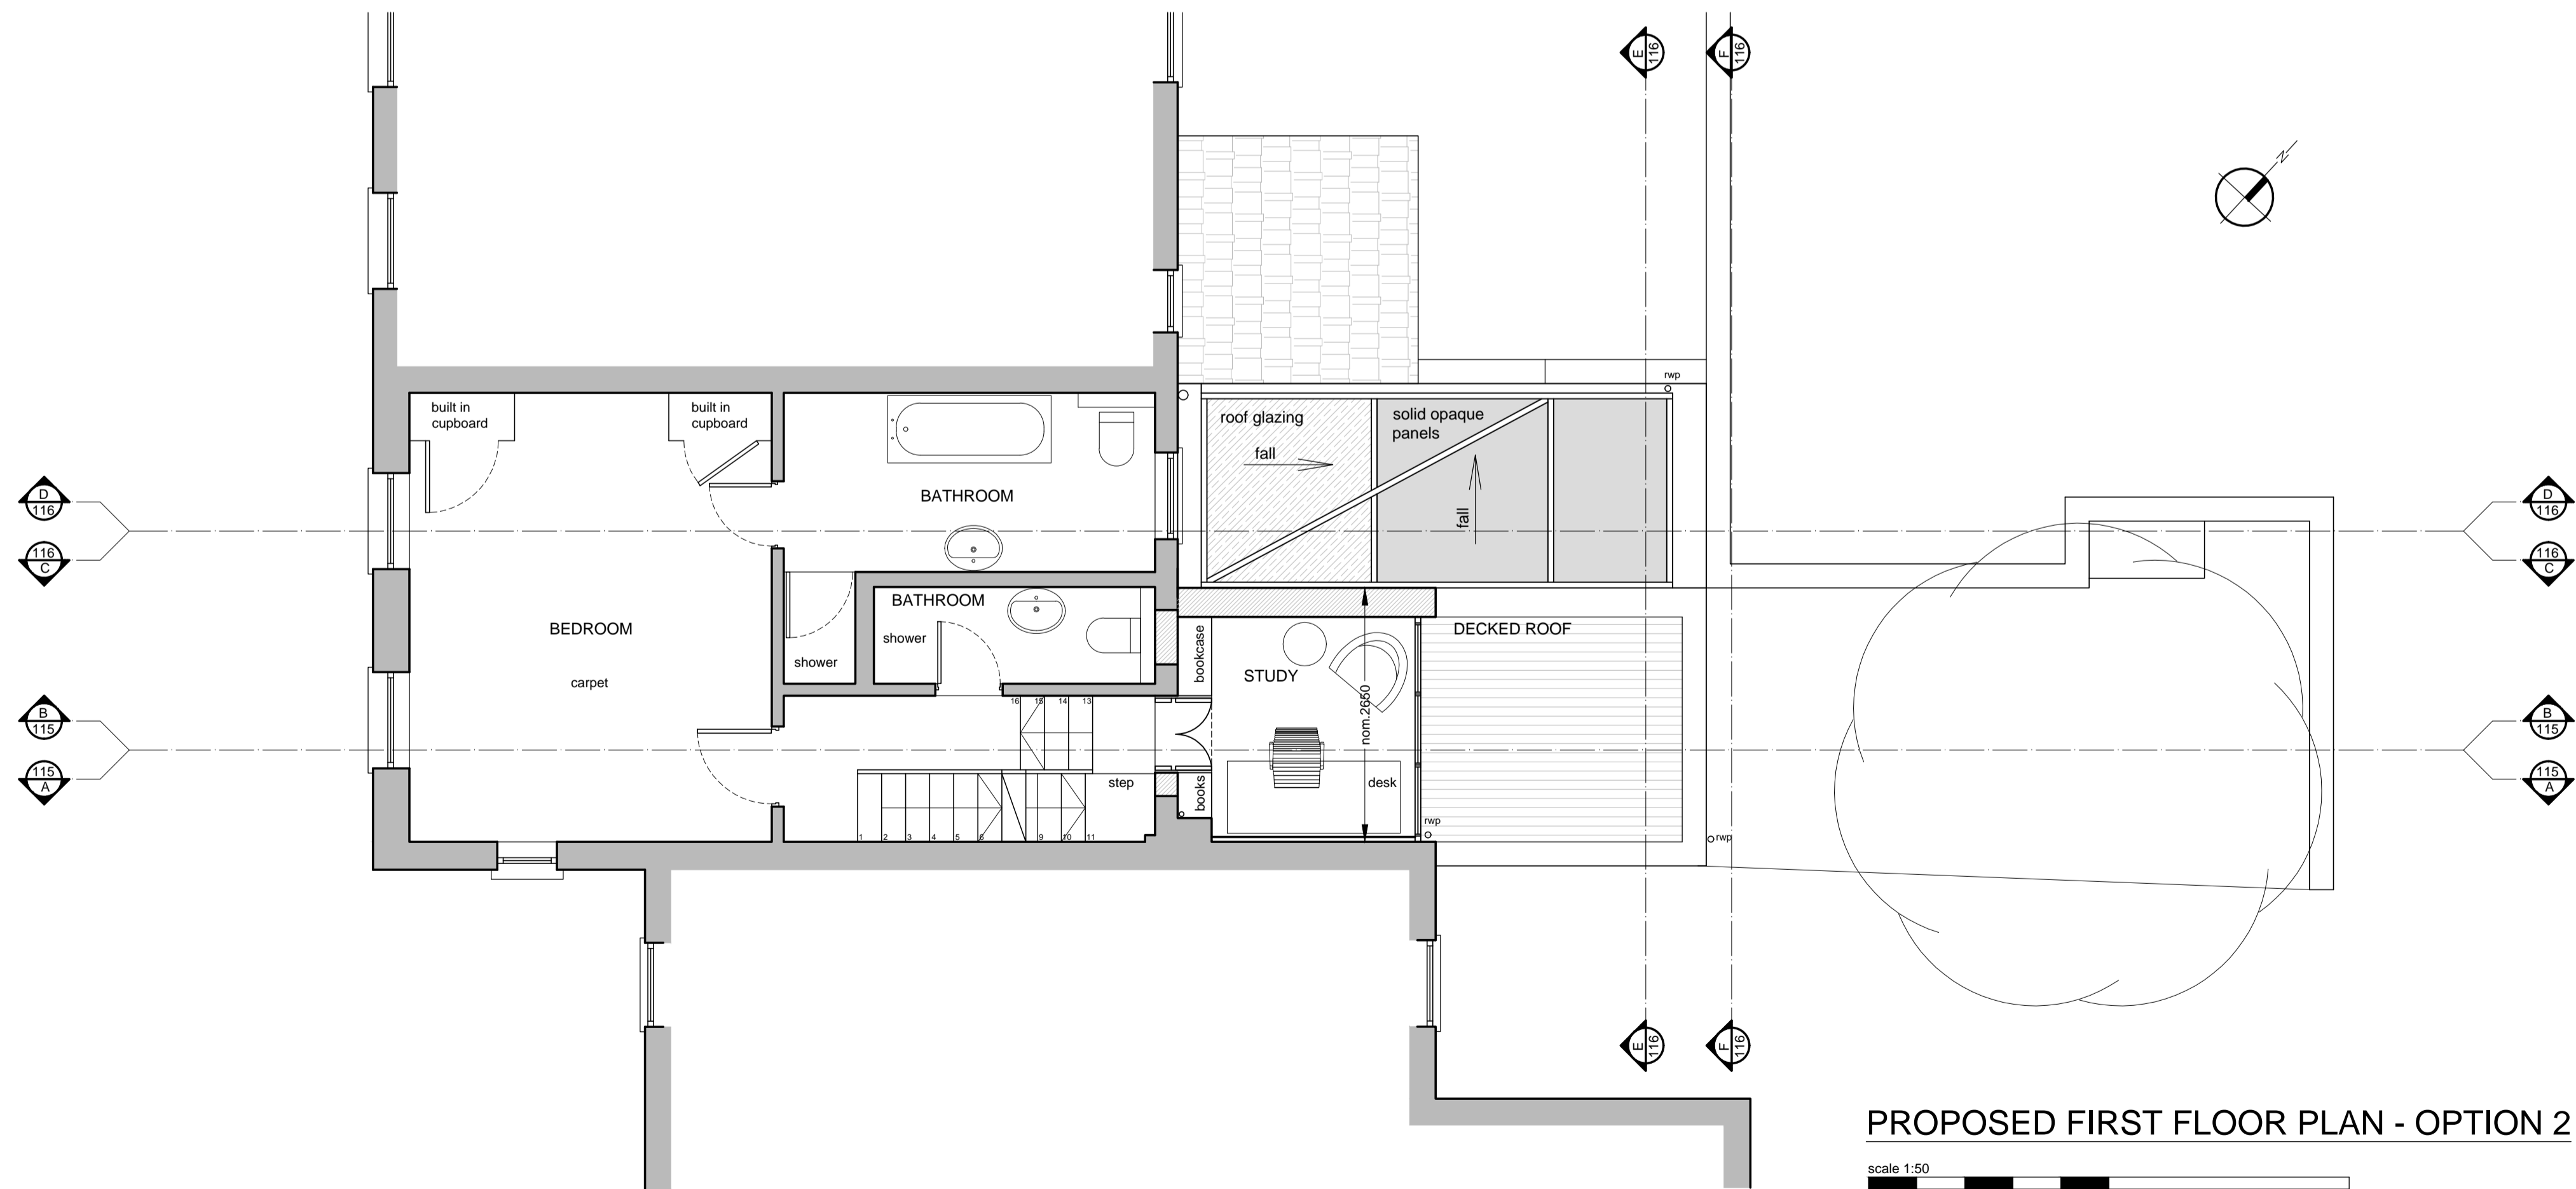 E
116
F
116
N
rwp
built in
cupboard
built in
cupboard
roof glazing
solid opaque
panels
fall
fall
D
116
BATHROOM
D
116
116
C
116
C
BATHROOM
shower
shower
BEDROOM
carpet
bookcase
STUDY
DECKED ROOF
nom.2650
16
15
14
13
B
115
B
115
115
A
115
A
step
books
desk
1
2
3
4
5
6
9
10
11
rwp
rwp
E
116
F
116
PROPOSED FIRST FLOOR PLAN - OPTION 2
scale 1:50